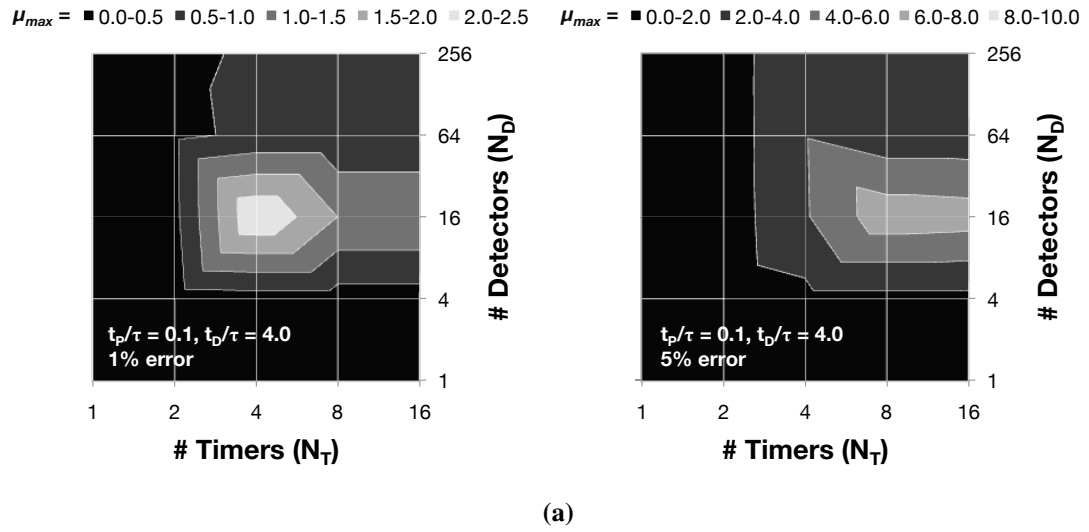 μmax = ■ 0.0-0.5 ■ 0.5-1.0 ■ 1.0-1.5 ■ 1.5-2.0 ■ 2.0-2.5
256
64
16
4
1
# Detectors (N_D)
tP/τ = 0.1, tD/τ = 4.0
1% error
1 2 4 8 16
# Timers (N_T)
μmax = ■ 0.0-2.0 ■ 2.0-4.0 ■ 4.0-6.0 ■ 6.0-8.0 ■ 8.0-10.0
256
64
16
4
1
# Detectors (N_D)
tP/τ = 0.1, tD/τ = 4.0
5% error
1 2 4 8 16
# Timers (N_T)
(a)